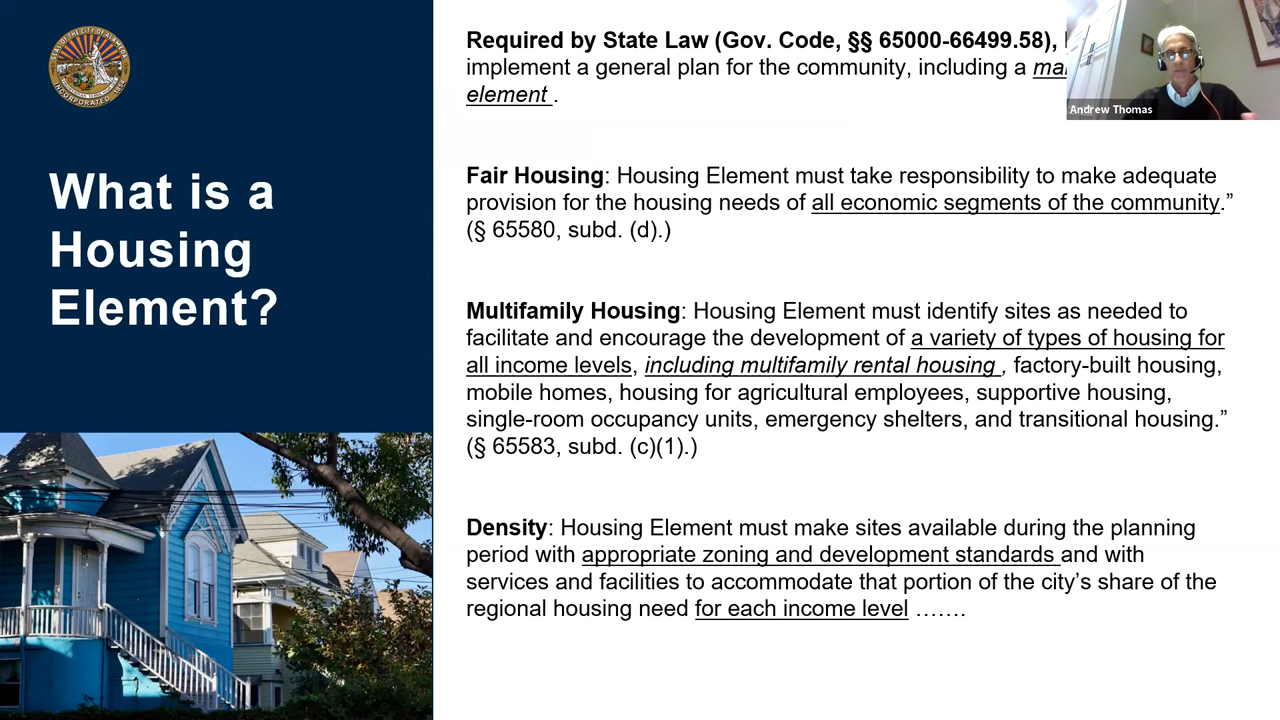 What is a
Housing
Element?
Required by State Law (Gov. Code, §§ 65000-66499.58),
implement a general plan for the community, including a
element .
Andrew Thomas
Fair Housing: Housing Element must take responsibility to make adequate
provision for the housing needs of all economic segments of the community.”
(§ 65580, subd. (d).)
Multifamily Housing: Housing Element must identify sites as needed to
facilitate and encourage the development of a variety of types of housing for
all income levels, including multifamily rental housing , factory-built housing,
mobile homes, housing for agricultural employees, supportive housing,
single-room occupancy units, emergency shelters, and transitional housing.”
(§ 65583, subd. (c)(1).)
Density: Housing Element must make sites available during the planning
period with appropriate zoning and development standards and with
services and facilities to accommodate that portion of the city’s share of the
regional housing need for each income level …….